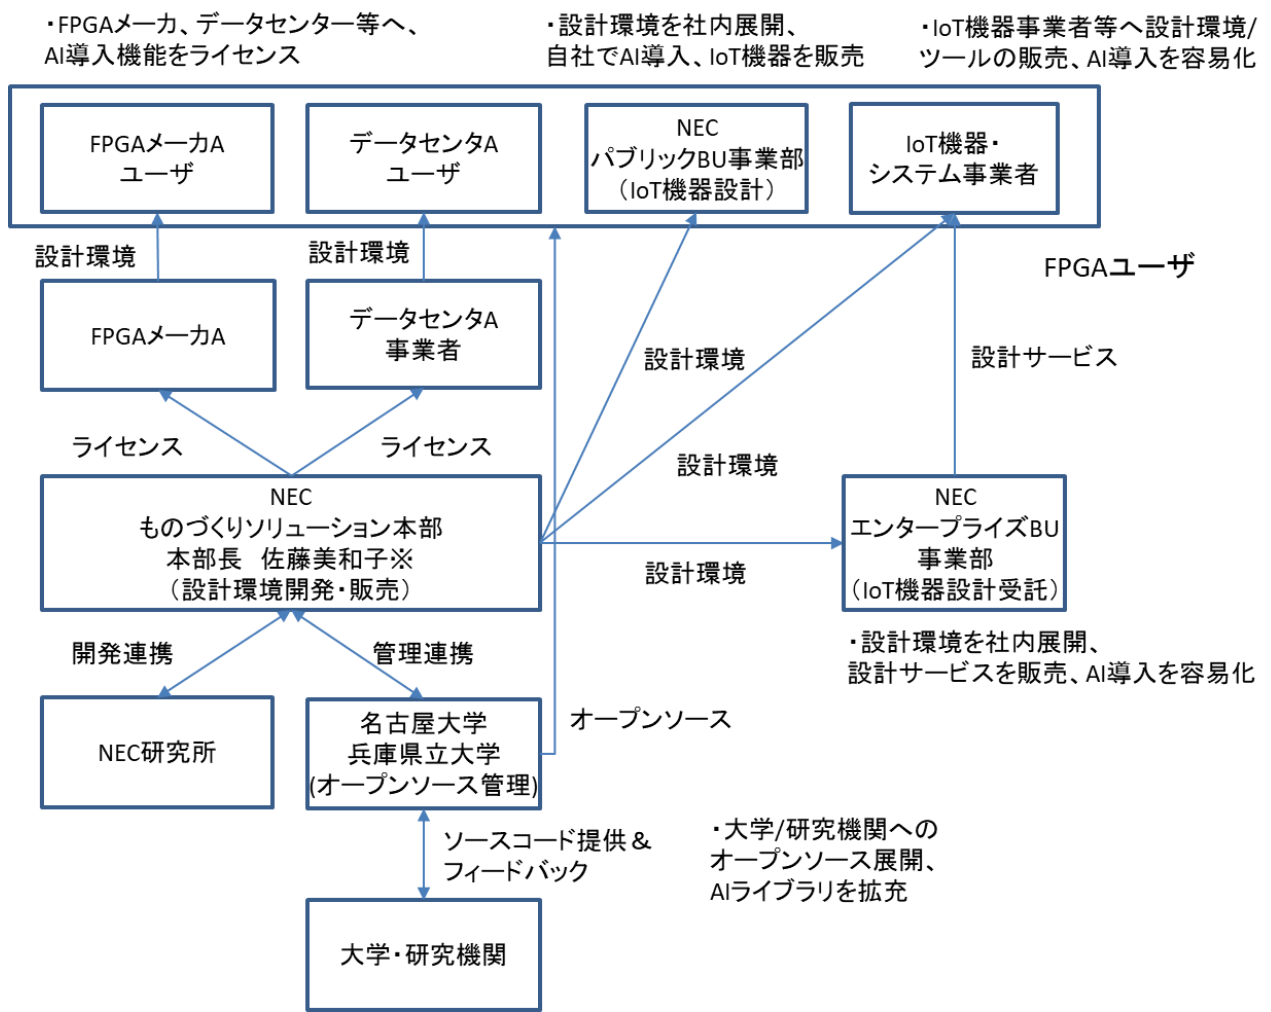 ・FPGAメーカ、データセンター等へ、
AI導入機能をライセンス
・設計環境を社内展開、
自社でAI導入、IoT機器を販売
・IoT機器事業者等へ設計環境/
ツールの販売、AI導入を容易化
FPGAメーカA
ユーザ
データセンタA
ユーザ
NEC
パブリックBU事業部
（IoT機器設計）
IoT機器・
システム事業者
FPGAユーザ
設計環境
設計環境
FPGAメーカA
データセンタA
事業者
設計環境
設計サービス
ライセンス
ライセンス
設計環境
NEC
ものづくりソリューション本部
本部長　佐藤美和子※
（設計環境開発・販売）
設計環境
NEC
エンタープライズBU
事業部
（IoT機器設計受託）
・設計環境を社内展開、
設計サービスを販売、AI導入を容易化
開発連携
管理連携
NEC研究所
名古屋大学
兵庫県立大学
(オープンソース管理)
オープンソース
ソースコード提供＆
フィードバック
・大学/研究機関への
オープンソース展開、
AIライブラリを拡充
大学・研究機関